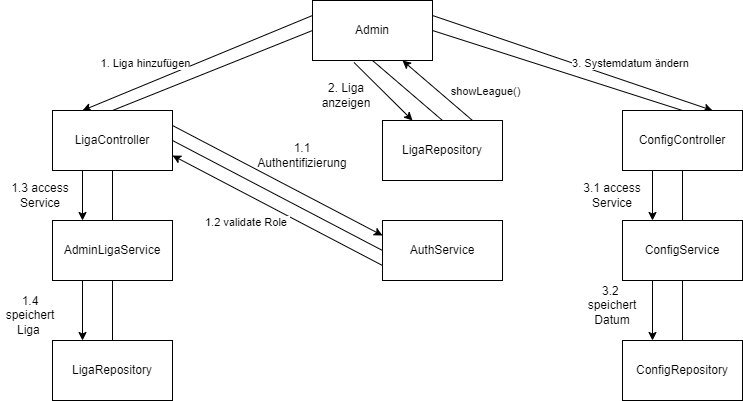 Admin
1. Liga hinzufügen
3. Systemdatum ändern
2. Liga
anzeigen
showLeague()
LigaController
LigaRepository
ConfigController
1.1
Authentifizierung
1.3 access
Service
3.1 access
Service
1.2 validate Role
AdminLigaService
AuthService
ConfigService
1.4
speichert
Liga
3.2
speichert
Datum
LigaRepository
ConfigRepository